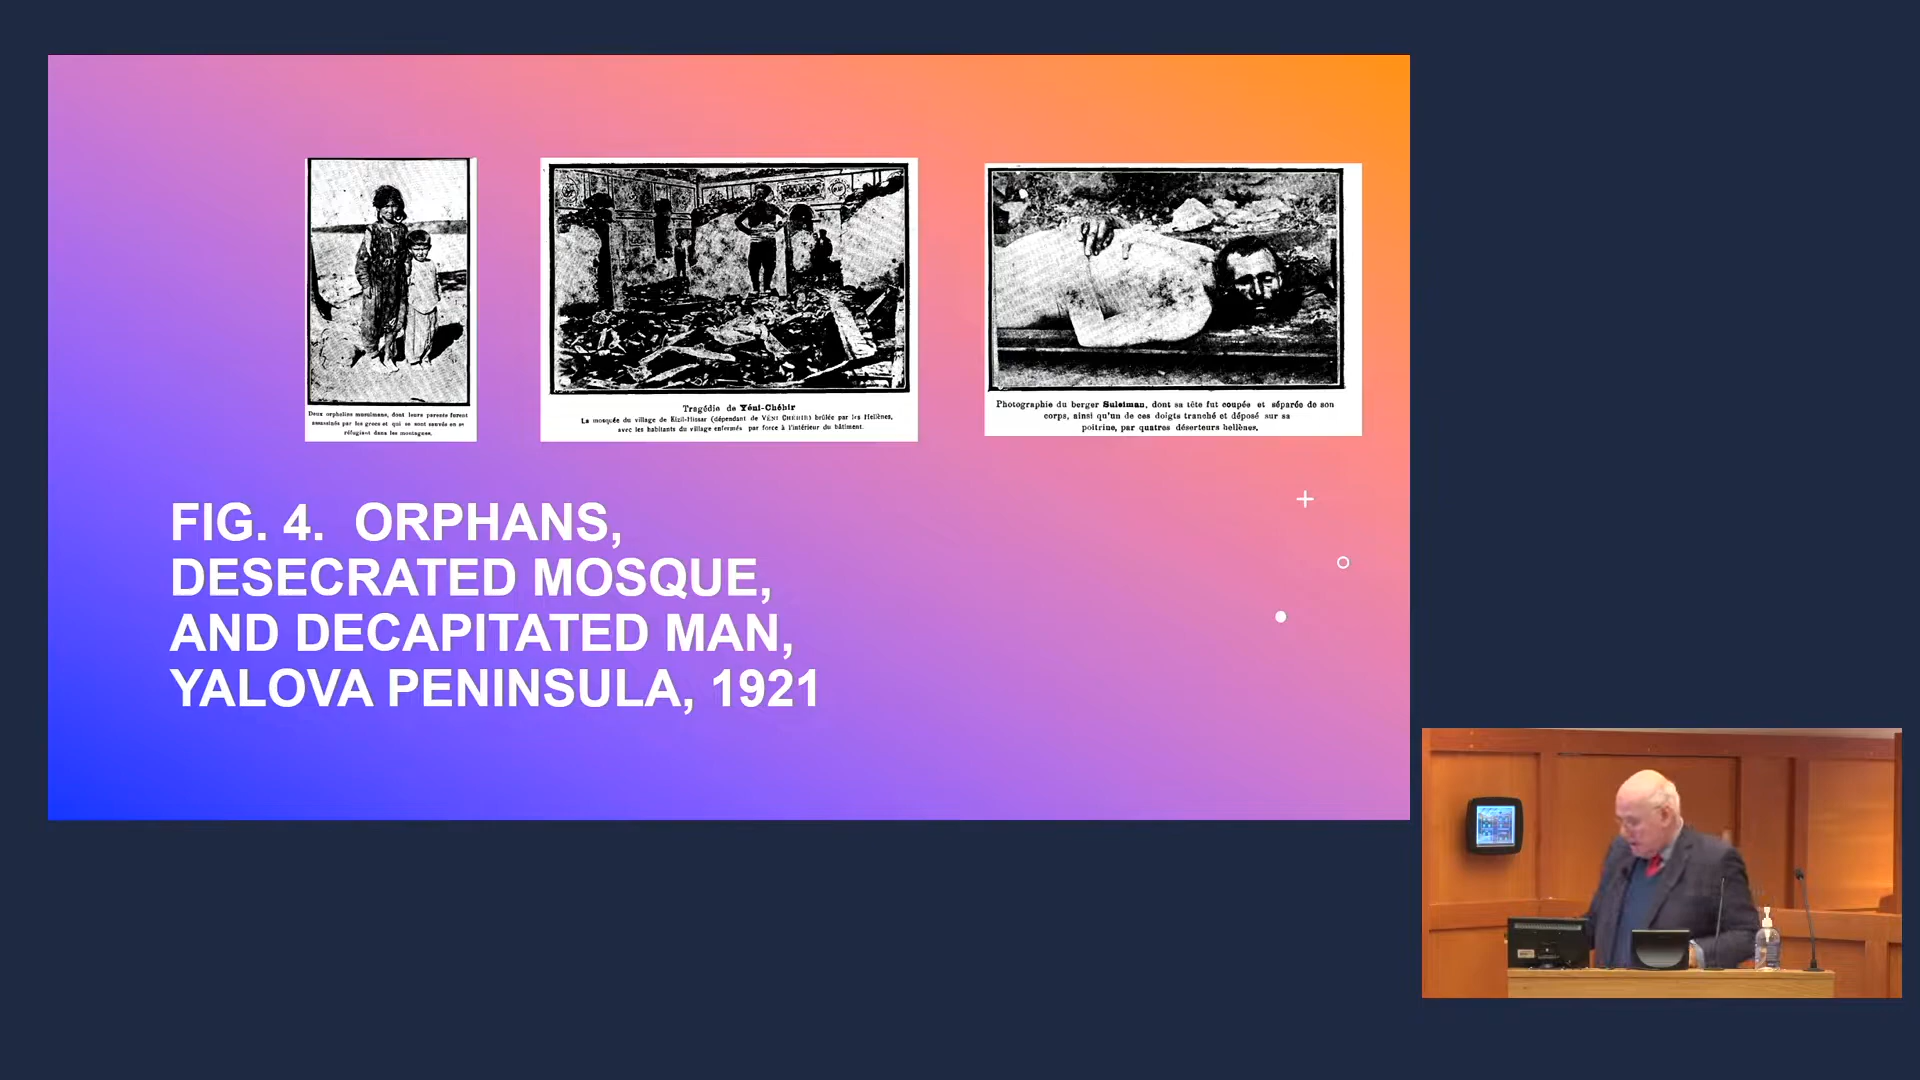 Deux orphelins musulmans, dont leurs parents furent
assassinés par les grecs et qui se sont sauvés en se
réfugiant dans les montagnes.
Tragédie de Yéni-Chéhir
La mosquée du village de Kizil-Hissar (dépendant de YÉNI CHÉHIR) brûlée par les Hellènes,
avec les habitants du village enfermés par force à l'intérieur du bâtiment.
Photographie du berger Suleiman, dont sa tête fut coupée et séparée de son
corps, ainsi qu'un de ces doigts tranché et déposé sur sa
poitrine, par quatres déserteurs hellènes.
FIG. 4. ORPHANS,
DESECRATED MOSQUE,
AND DECAPITATED MAN,
YALOVA PENINSULA, 1921